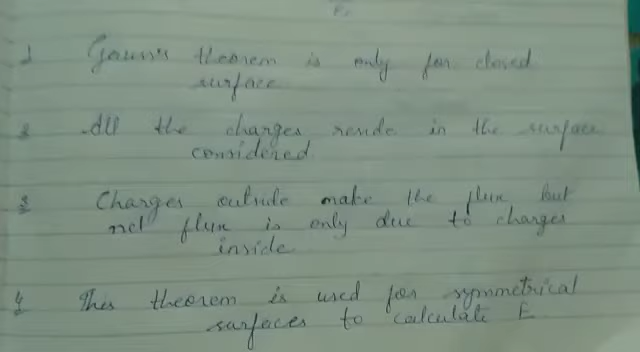 1 Gauss's theorem is only for closed
surface
2 All the charges reside in the surface
considered.
3 Charges outside make the flux, but
net flux is only due to charges
inside
4 This theorem is used for symmetrical
surfaces to calculate E